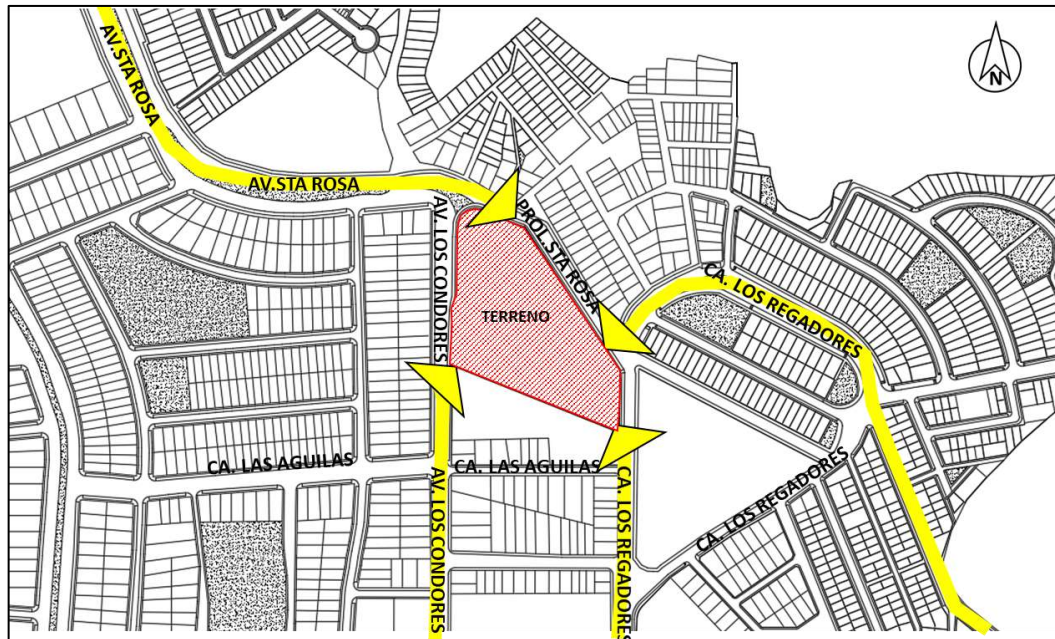 AV.STA ROSA
N
AV.STA ROSA
AV. LOS CONDORES
PROL.STA ROSA
CA. LOS REGADORES
TERRENO
CA. LAS AGUILAS
CA. LAS AGUILAS
CA. LOS REGADORES
AV. LOS CONDORES
CA. LOS REGADORES